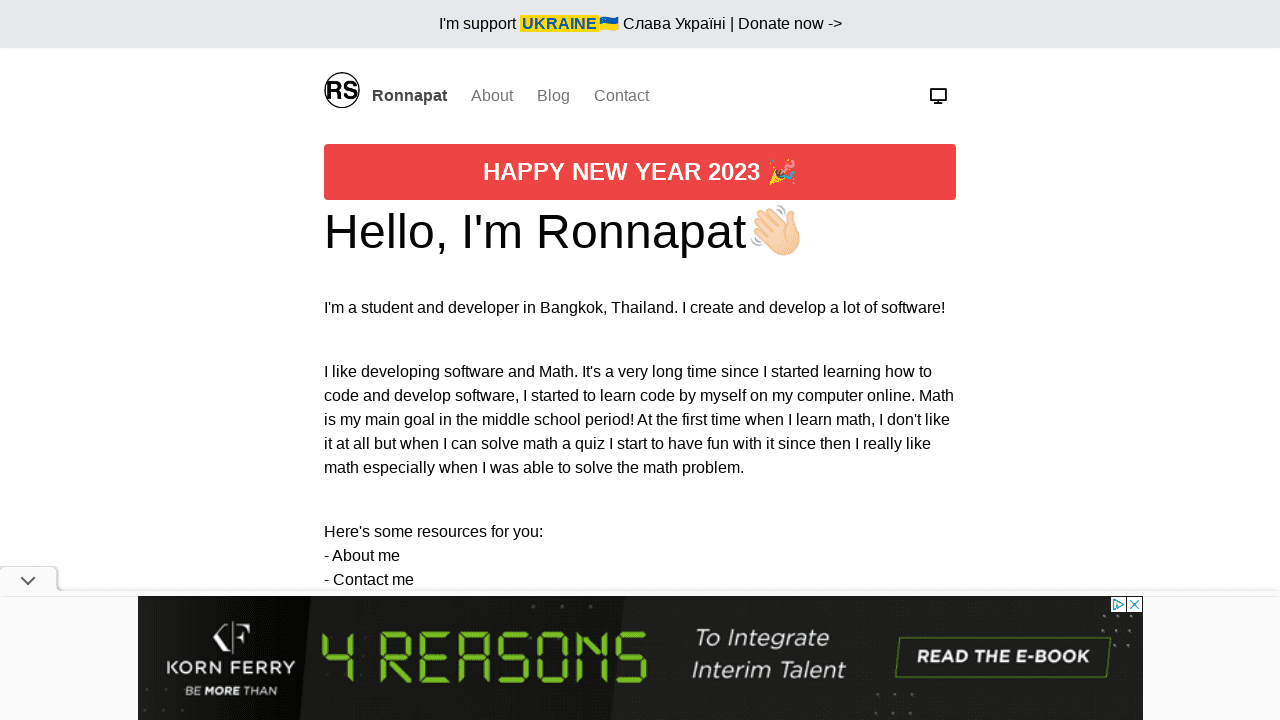 I'm support UKRAINE🇺🇦 Слава Україні | Donate now ->
RS Ronnapat About Blog Contact
HAPPY NEW YEAR 2023 🎉
Hello, I'm Ronnapat👋🏻
I'm a student and developer in Bangkok, Thailand. I create and develop a lot of software!
I like developing software and Math. It's a very long time since I started learning how to
code and develop software, I started to learn code by myself on my computer online. Math
is my main goal in the middle school period! At the first time when I learn math, I don't like
it at all but when I can solve math a quiz I start to have fun with it since then I really like
math especially when I was able to solve the math problem.
Here's some resources for you:
- About me
- Contact me
KORN FERRY
BE MORE THAN
4 REASONS
To Integrate
Interim Talent
READ THE E-BOOK